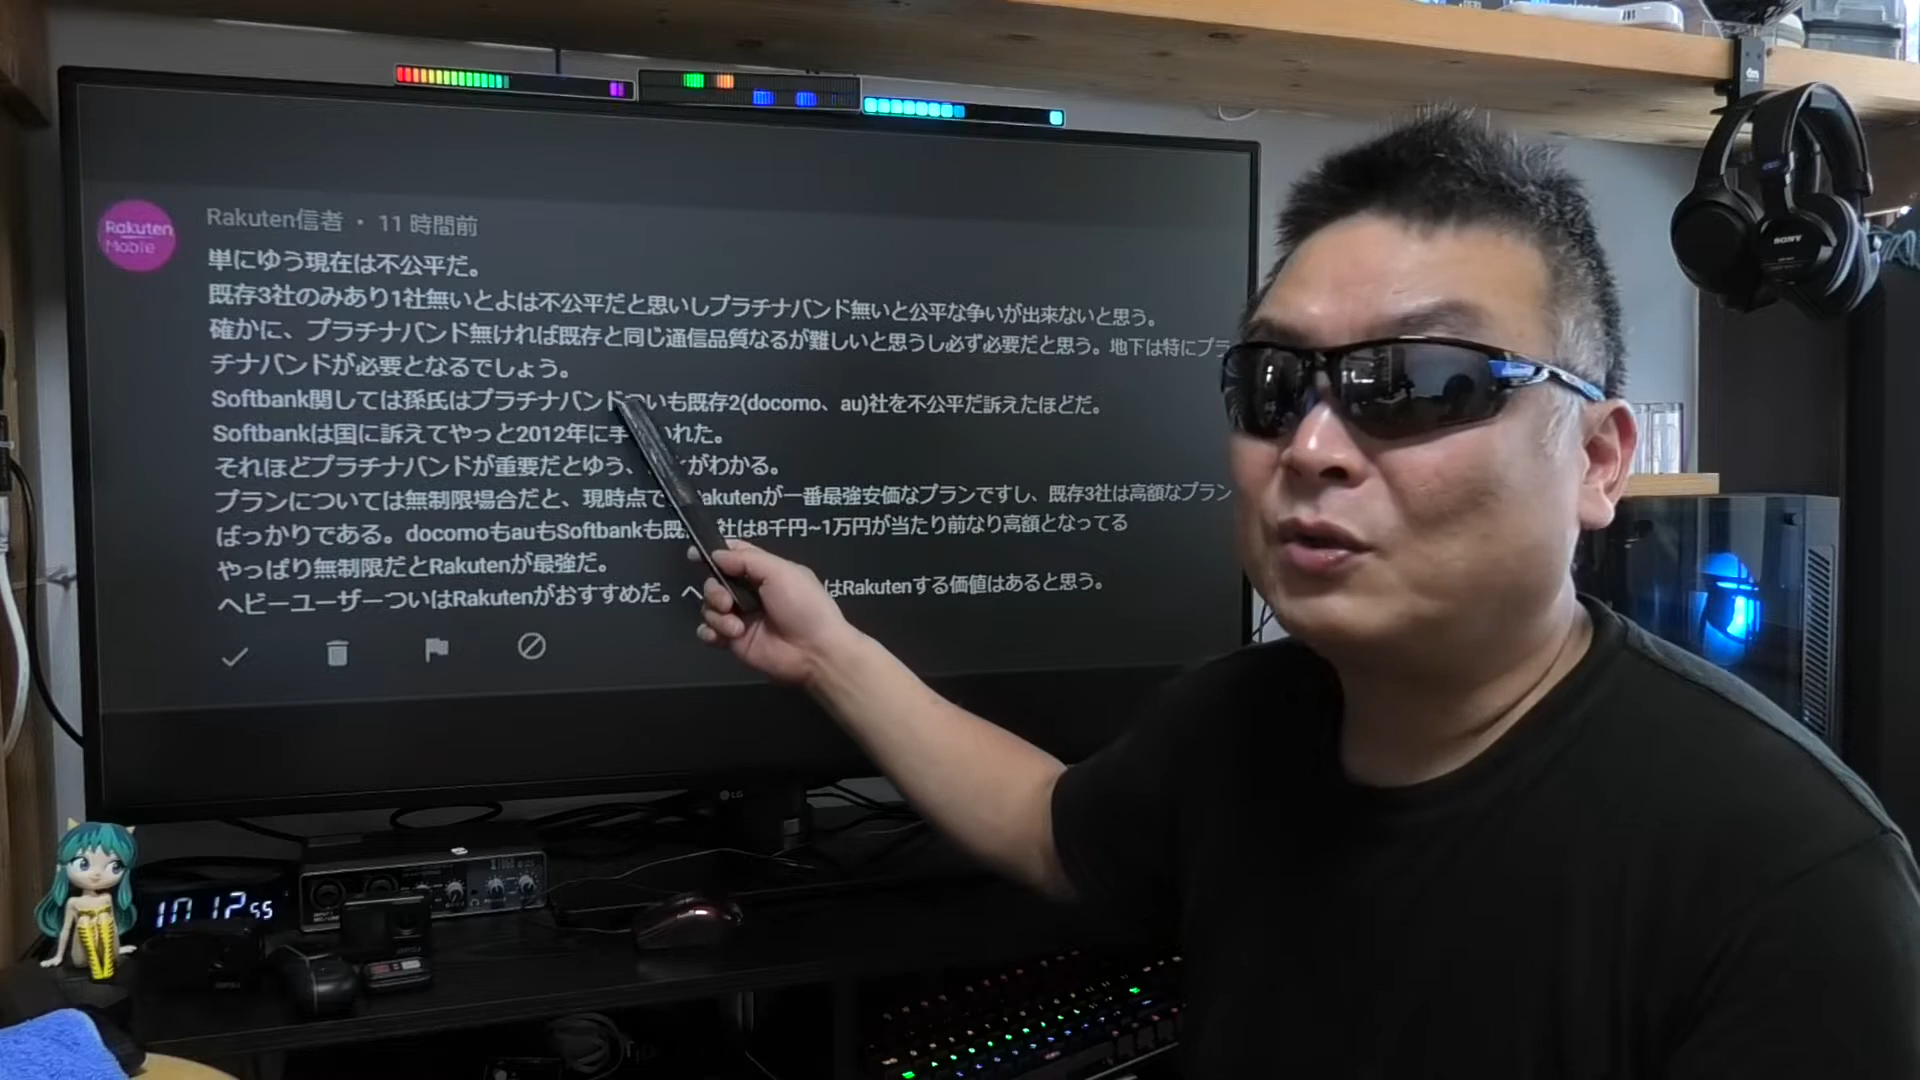 Rakuten
Mobile
Rakuten信者・11 時間前
単にゆう現在は不公平だ。
既存3社のみあり1社無いとよは不公平だと思いしプラチナバンド無いと公平な争いが出来ないと思う。
確かに、プラチナバンド無ければ既存と同じ通信品質なるが難しいと思うし必ず必要だと思う。地下は特にプラ
チナバンドが必要となるでしょう。
Softbank関しては孫氏はプラチナバンドついも既存2(docomo、au)社を不公平だ訴えたほどだ。
Softbankは国に訴えてやっと2012年に手 れた。
それほどプラチナバンドが重要だとゆう、 がわかる。
プランについては無制限場合だと、現時点で Rakutenが一番最強安価なプランですし、既存3社は高額なプラン
ばっかりである。docomoもauもSoftbankも既 社は8千円~1万円が当たり前なり高額となってる
やっぱり無制限だとRakutenが最強だ。
ヘビーユーザーついはRakutenがおすすめだ。ヘ はRakutenする価値はあると思う。
LG
SONY
10 12 55